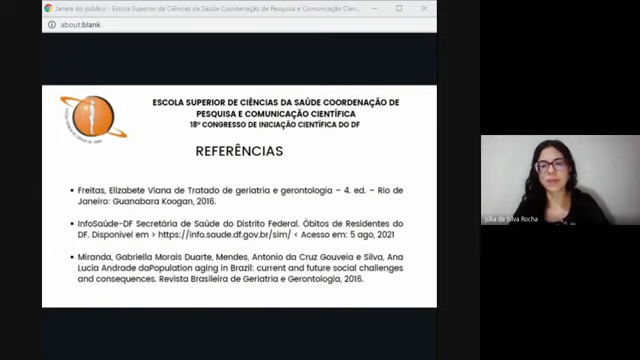 Janela do público - Escola Superior de Ciências da Saúde Coordenação de Pesquisa e Comunicação Cien...
about:blank
ESCOLA SUPERIOR DE CIÊNCIAS DA SAÚDE COORDENAÇÃO DE
PESQUISA E COMUNICAÇÃO CIENTÍFICA
18º CONGRESSO DE INICIAÇÃO CIENTÍFICA DO DF
REFERÊNCIAS
• Freitas, Elizabete Viana de Tratado de geriatria e gerontologia – 4. ed. – Rio de
Janeiro: Guanabara Koogan, 2016.
• InfoSaúde-DF Secretária de Saúde do Distrito Federal. Óbitos de Residentes do
DF. Disponível em > https://info.saude.df.gov.br/sim/ < Acesso em: 5 ago, 2021
• Miranda, Gabriella Morais Duarte, Mendes, Antonio da Cruz Gouveia e Silva, Ana
Lucia Andrade daPopulation aging in Brazil: current and future social challenges
and consequences. Revista Brasileira de Geriatria e Gerontologia, 2016.
Júlia da Silva Rocha